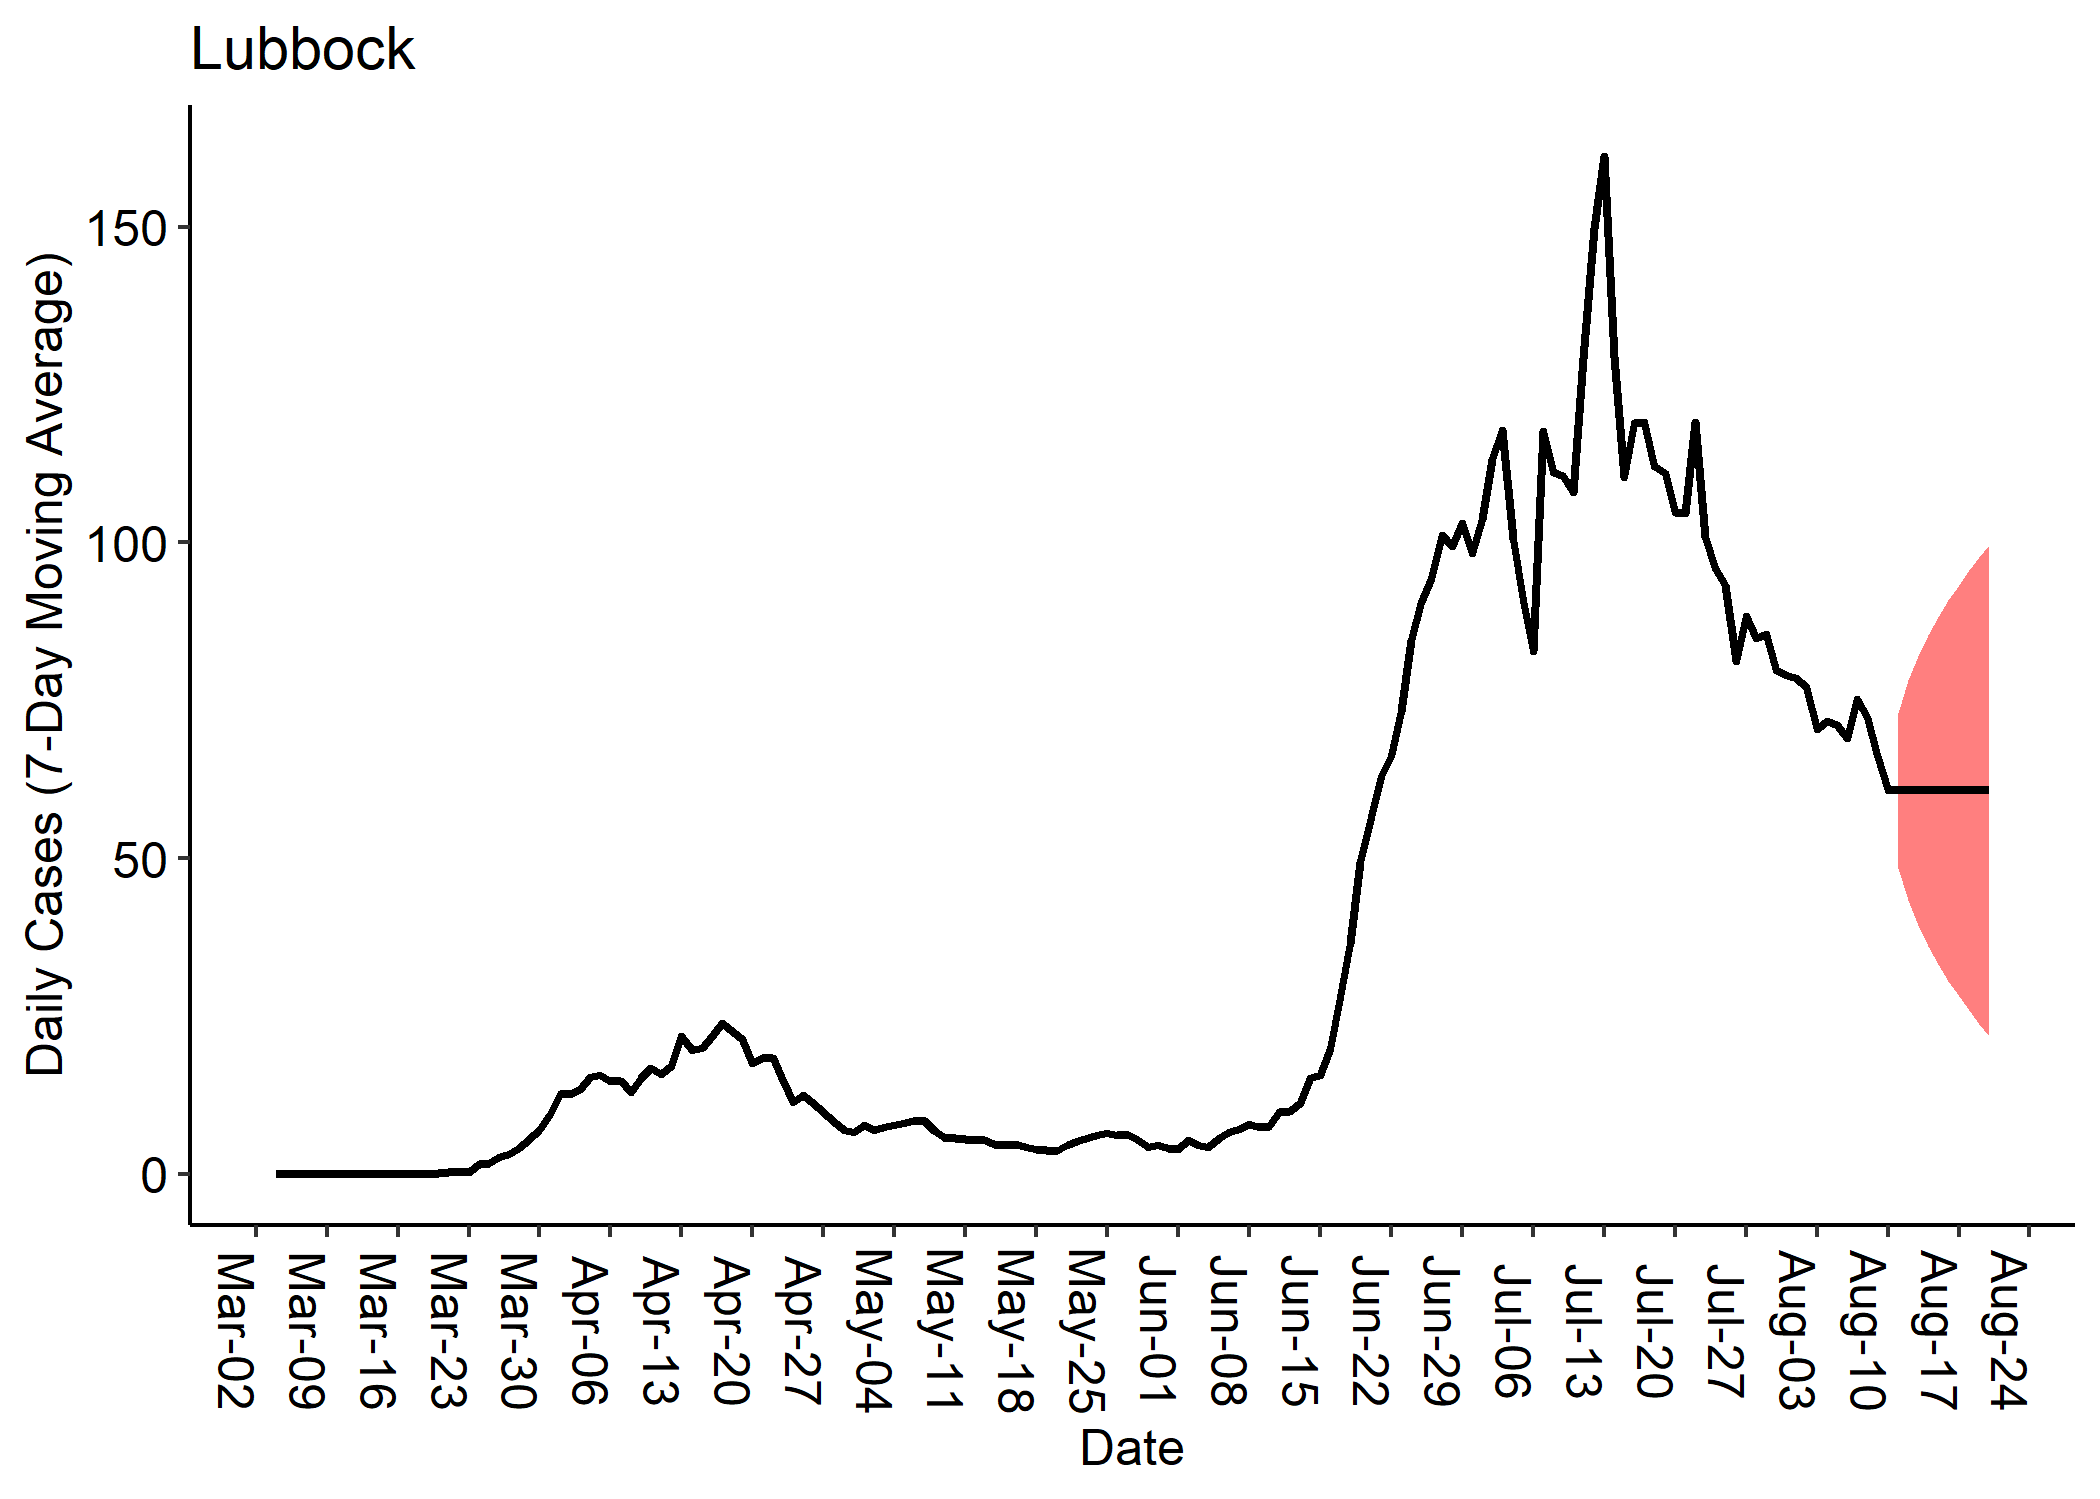 Lubbock
Daily Cases (7-Day Moving Average)
150
100
50
0
Mar-02
Mar-09
Mar-16
Mar-23
Mar-30
Apr-06
Apr-13
Apr-20
Apr-27
May-04
May-11
May-18
May-25
Jun-01
Jun-08
Jun-15
Jun-22
Jun-29
Jul-06
Jul-13
Jul-20
Jul-27
Aug-03
Aug-10
Aug-17
Aug-24
Date